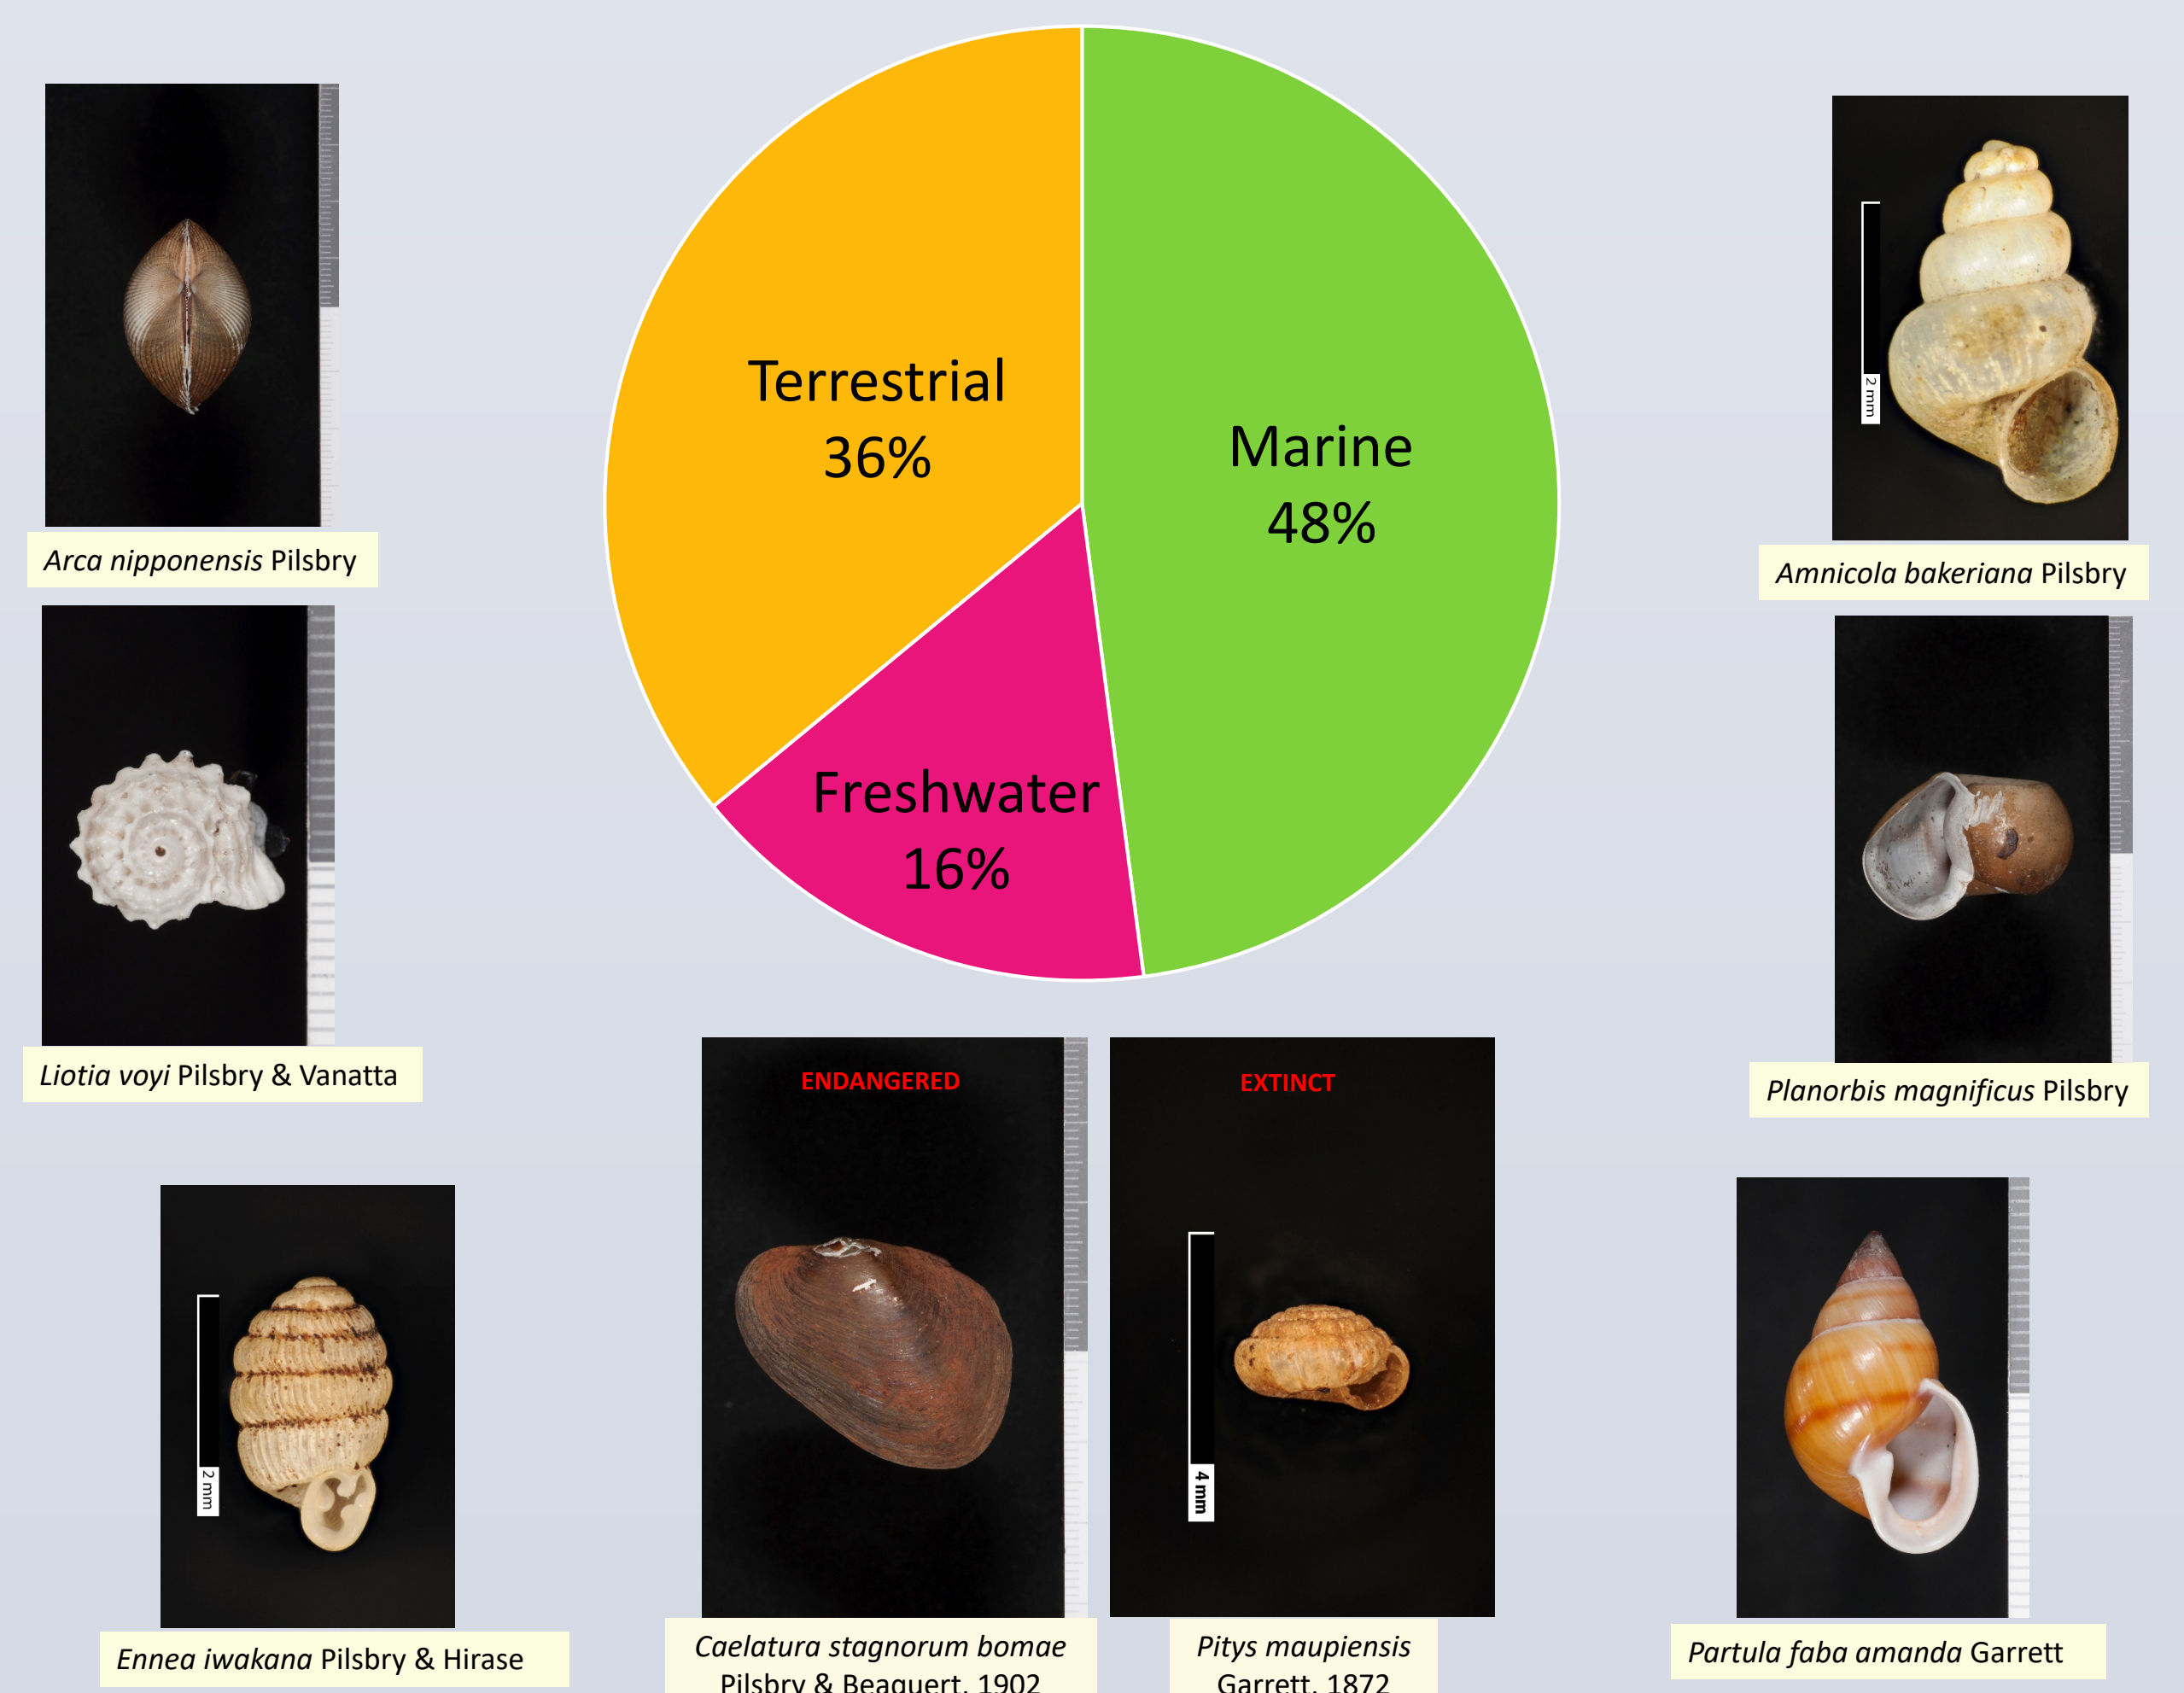 Terrestrial
36%
Marine
48%
Freshwater
16%
Arca nipponensis Pilsbry
Amnicola bakeriana Pilsbry
2 mm
Liotia voyi Pilsbry & Vanatta
Planorbis magnificus Pilsbry
ENDANGERED
EXTINCT
2 mm
4 mm
Ennea iwakana Pilsbry & Hirase
Caelatura stagnorum bomae
Pilsbry & Beaquert, 1902
Pitys maupiensis
Garrett, 1872
Partula faba amanda Garrett